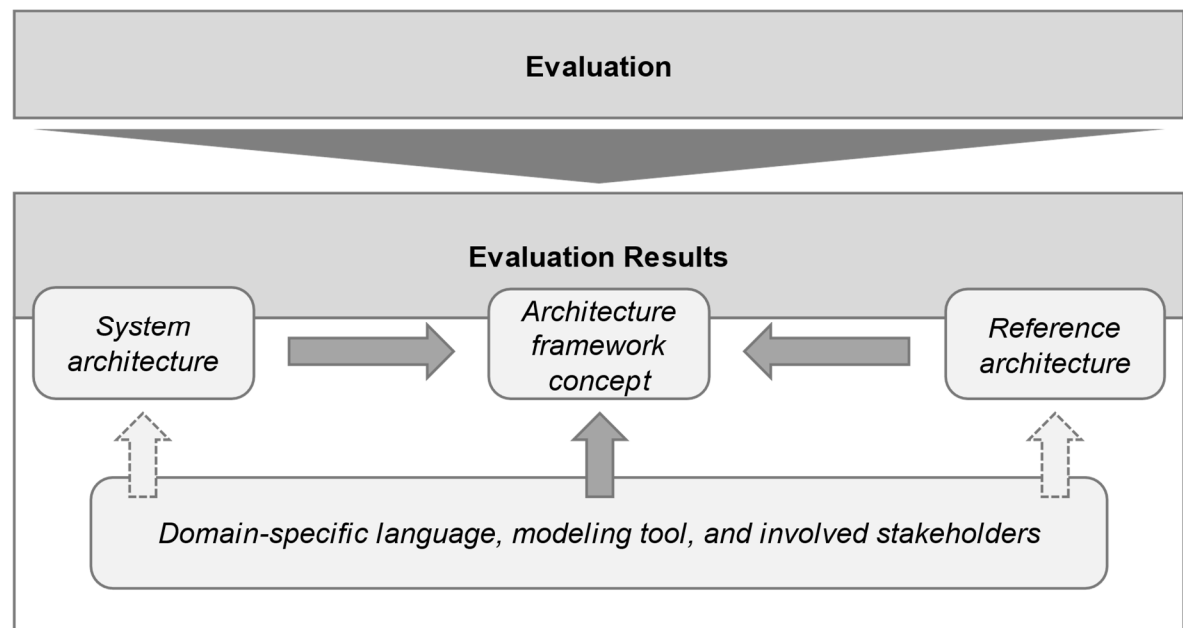 Evaluation
Evaluation Results
System
architecture
Architecture
framework
concept
Reference
architecture
Domain-specific language, modeling tool, and involved stakeholders